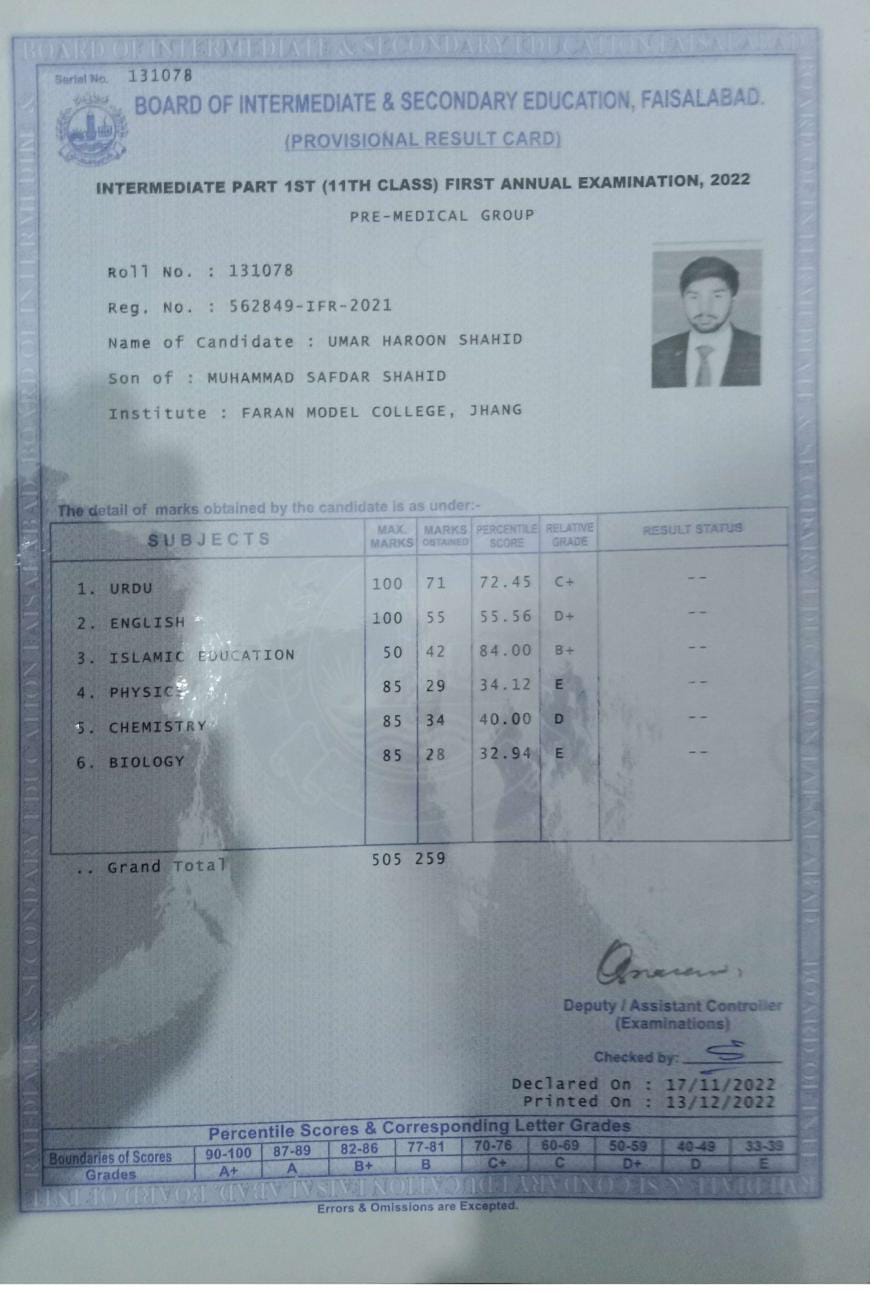 BOARD OF INTERMEDIATE & SECONDARY EDUCATION FAISALABAD
Serial No. 131078
BOARD OF INTERMEDIATE & SECONDARY EDUCATION, FAISALABAD.
(PROVISIONAL RESULT CARD)
INTERMEDIATE PART 1ST (11TH CLASS) FIRST ANNUAL EXAMINATION, 2022
PRE-MEDICAL GROUP
Roll No. : 131078
Reg. No. : 562849-IFR-2021
Name of Candidate : UMAR HAROON SHAHID
Son of : MUHAMMAD SAFDAR SHAHID
Institute : FARAN MODEL COLLEGE, JHANG
The detail of marks obtained by the candidate is as under:-
SUBJECTS MAX. MARKS MARKS OBTAINED PERCENTILE SCORE RELATIVE GRADE RESULT STATUS
1. URDU 100 71 72.45 C+ --
2. ENGLISH 100 55 55.56 D+ --
3. ISLAMIC EDUCATION 50 42 84.00 B+ --
4. PHYSICS 85 29 34.12 E --
5. CHEMISTRY 85 34 40.00 D --
6. BIOLOGY 85 28 32.94 E --
.. Grand Total 505 259
Deputy / Assistant Controller
(Examinations)
Checked by:
Declared On : 17/11/2022
Printed On : 13/12/2022
Percentile Scores & Corresponding Letter Grades
Boundaries of Scores 90-100 87-89 82-86 77-81 70-76 60-69 50-59 40-49 33-39
Grades A+ A B+ B C+ C D+ D E
Errors & Omissions are Excepted.